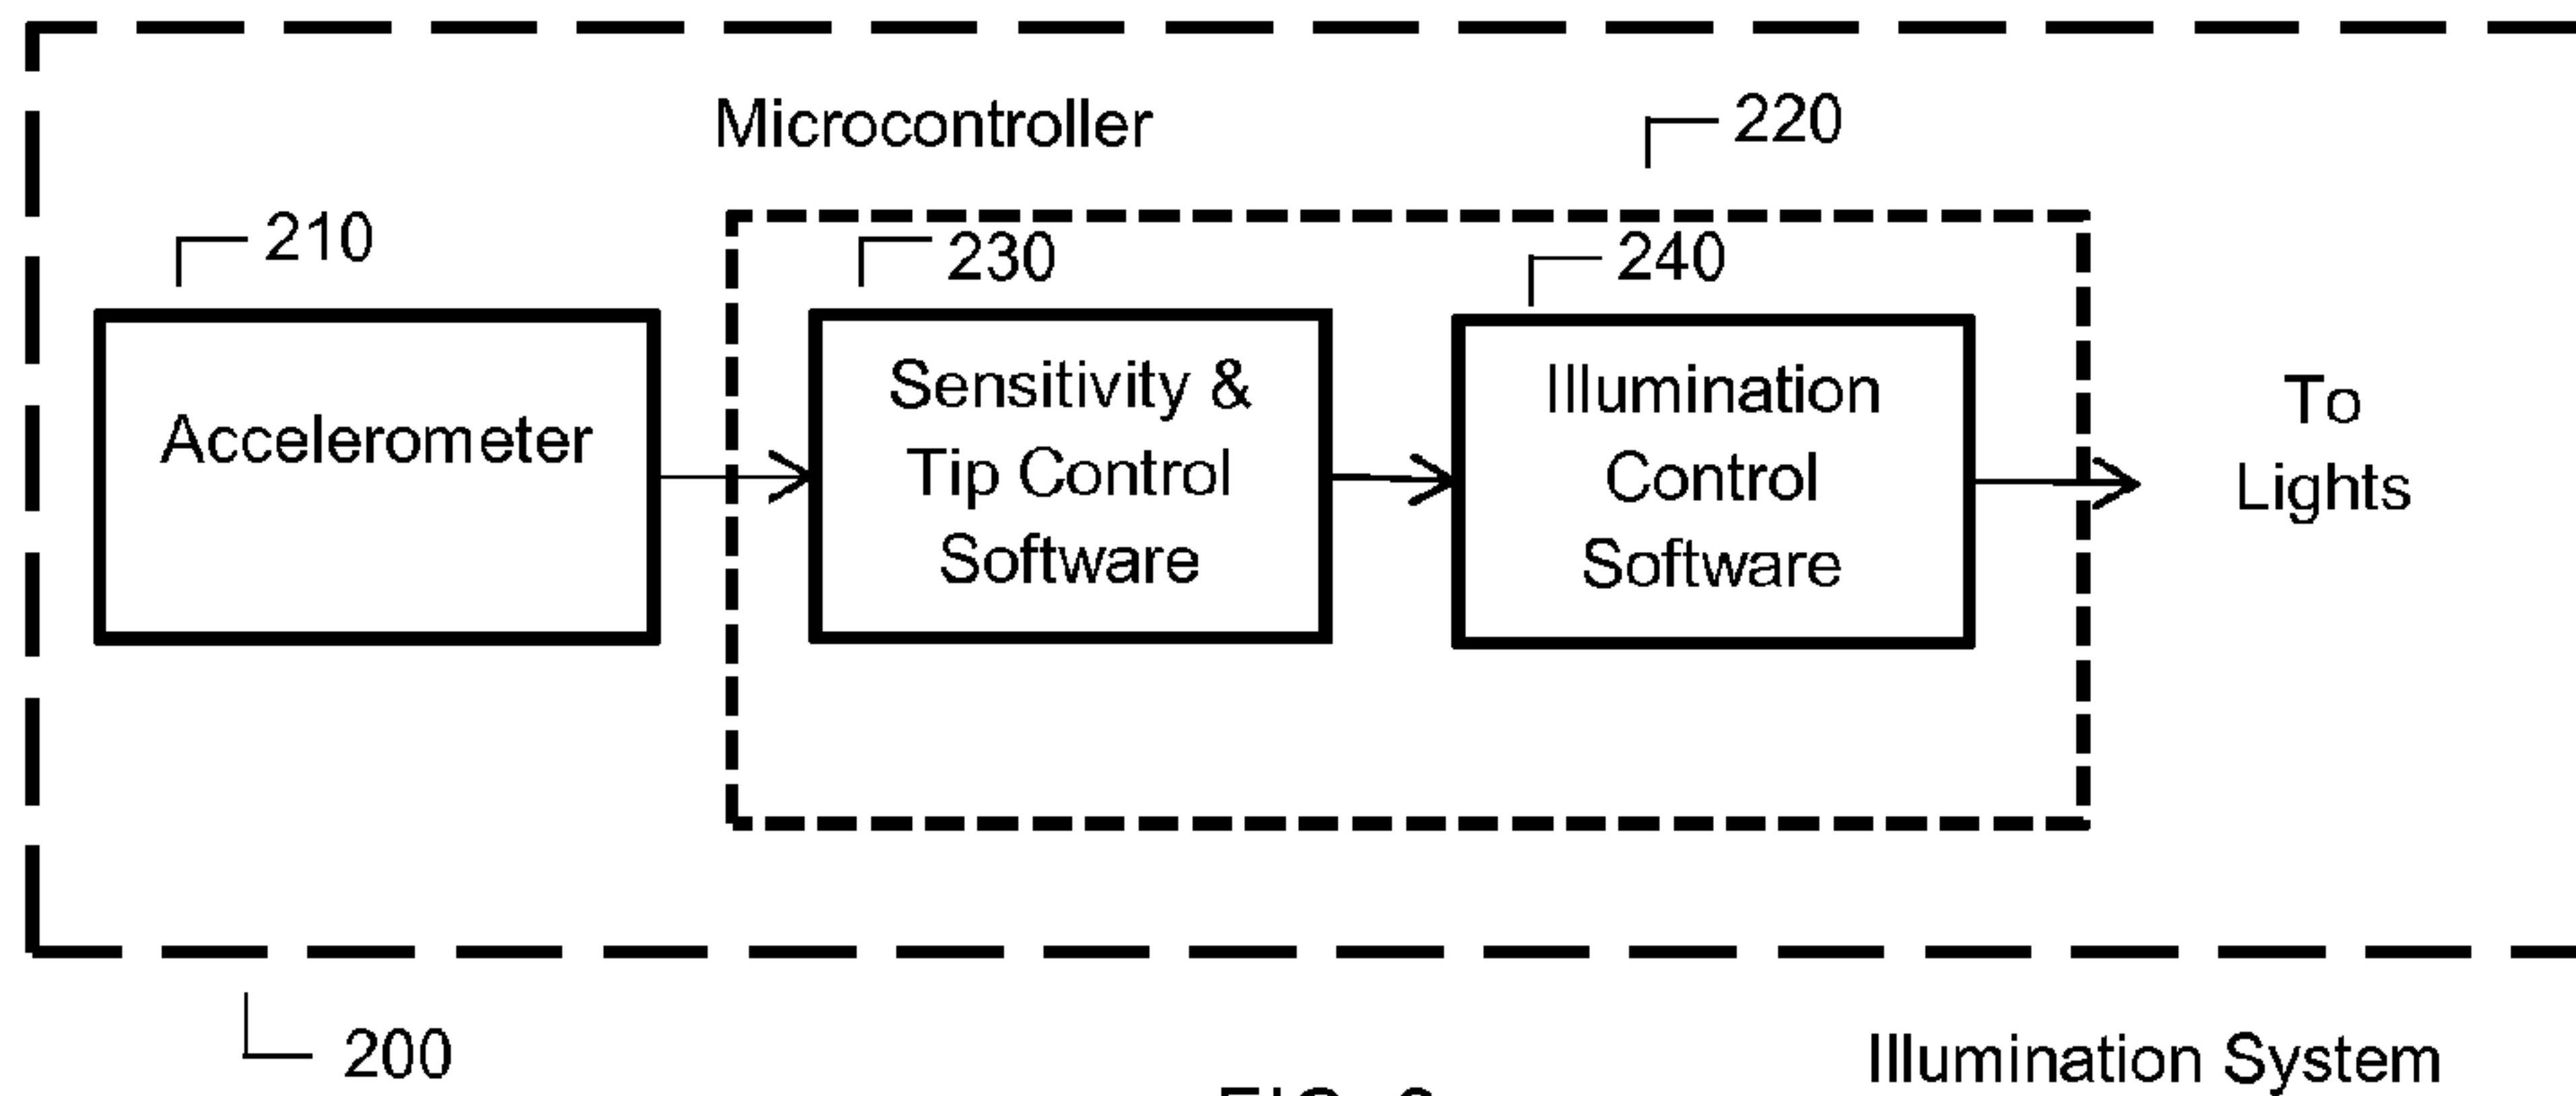 Microcontroller
220
210
230
240
Accelerometer
Sensitivity &
Tip Control
Software
Illumination
Control
Software
To
Lights
200
Illumination System